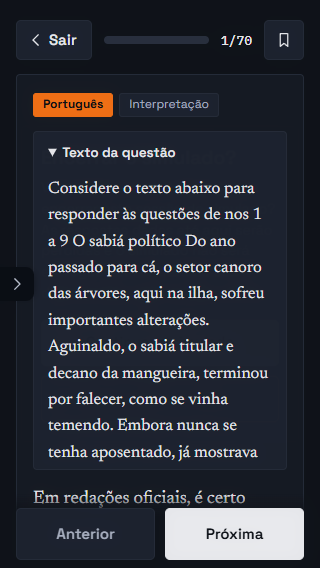 Sair
1/70
Português
Interpretação
Texto da questão
Considere o texto abaixo para
responder às questões de nos 1
a 9 O sabiá político Do ano
passado para cá, o setor canoro
das árvores, aqui na ilha, sofreu
importantes alterações.
Aguinaldo, o sabiá titular e
decano da mangueira, terminou
por falecer, como se vinha
temendo. Embora nunca se
tenha aposentado, já mostrava
Em redações oficiais, é certo
Anterior
Próxima